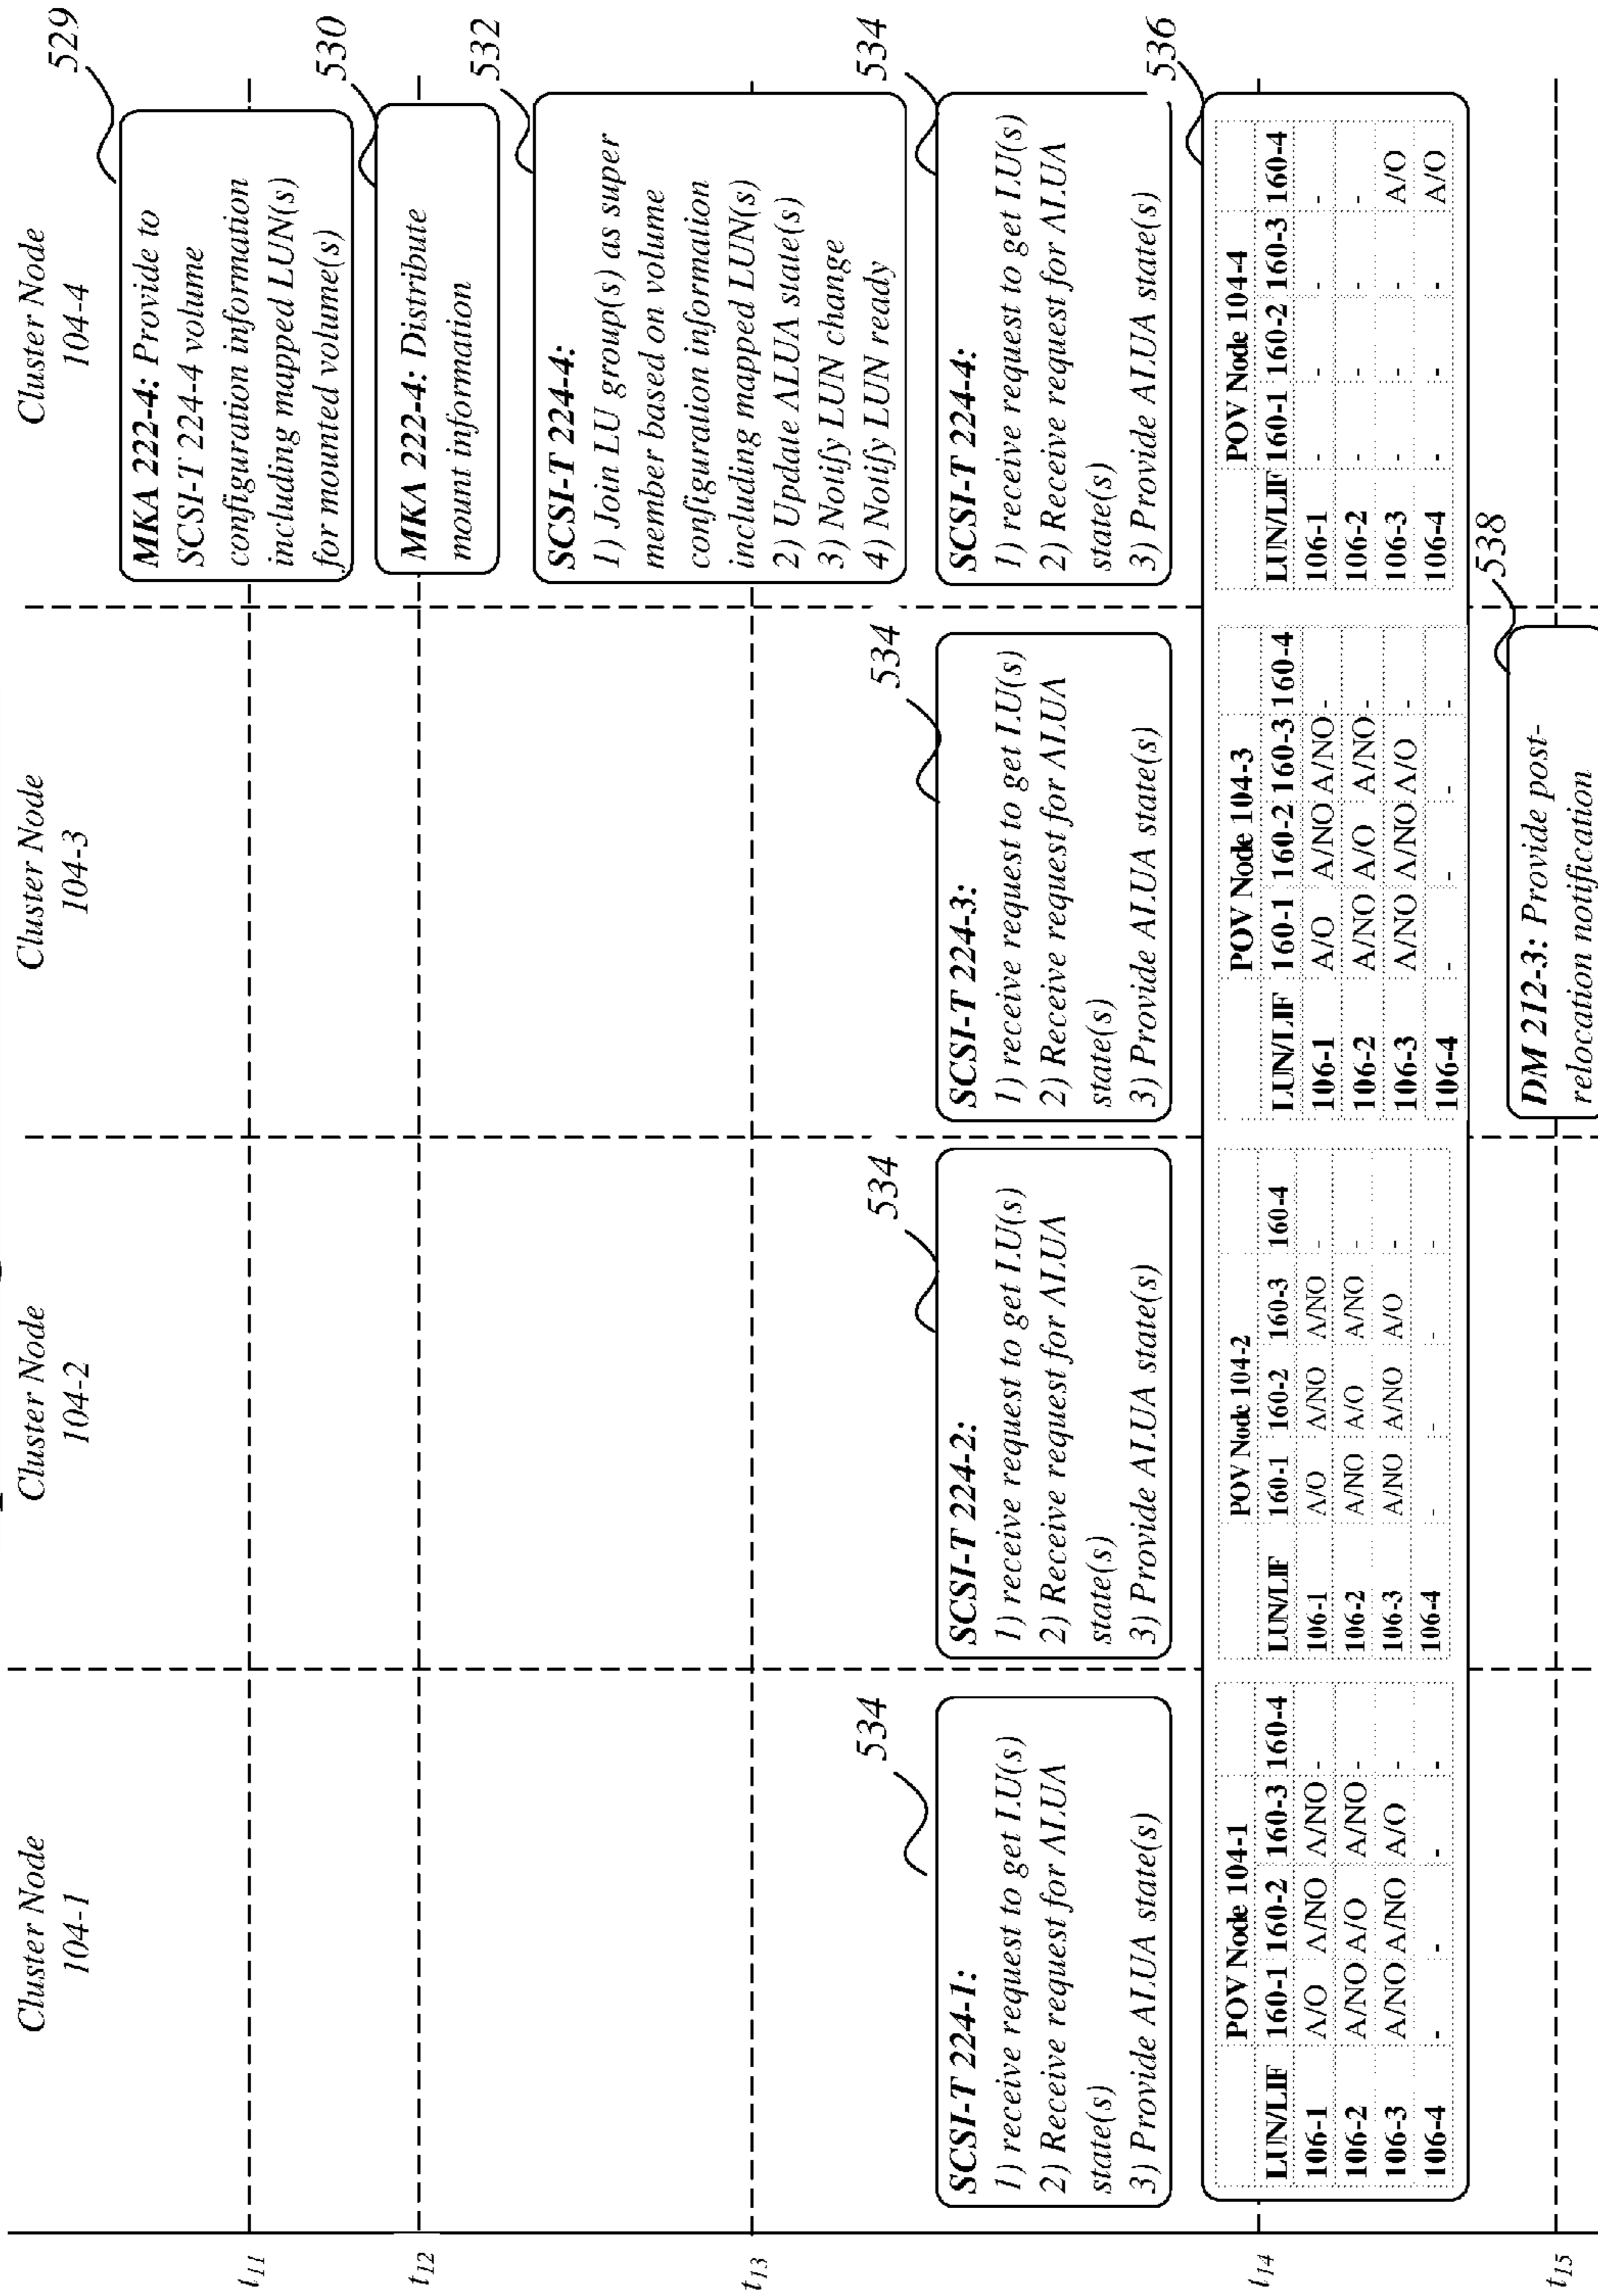 Cluster Node
104-1
Cluster Node
104-2
Cluster Node
104-3
Cluster Node
104-4
529
t11
MKA 222-4: Provide to
SCSI-T 224-4 volume
configuration information
including mapped LUN(s)
for mounted volume(s)
530
t12
MKA 222-4: Distribute
mount information
532
t13
SCSI-T 224-4:
1) Join LU group(s) as super
member based on volume
configuration information
including mapped LUN(s)
2) Update ALUA state(s)
3) Notify LUN change
4) Notify LUN ready
534
SCSI-T 224-1:
1) receive request to get LU(s)
2) Receive request for ALUA
state(s)
3) Provide ALUA state(s)
534
SCSI-T 224-2:
1) receive request to get LU(s)
2) Receive request for ALUA
state(s)
3) Provide ALUA state(s)
534
SCSI-T 224-3:
1) receive request to get LU(s)
2) Receive request for ALUA
state(s)
3) Provide ALUA state(s)
534
SCSI-T 224-4:
1) receive request to get LU(s)
2) Receive request for ALUA
state(s)
3) Provide ALUA state(s)
536
t14
POV Node 104-1
LUN/LIF 160-1 160-2 160-3 160-4
106-1 A/O A/NO A/NO -
106-2 A/NO A/O A/NO -
106-3 A/NO A/NO A/O -
106-4 - - - -
POV Node 104-2
LUN/LIF 160-1 160-2 160-3 160-4
106-1 A/O A/NO A/NO -
106-2 A/NO A/O A/NO -
106-3 A/NO A/NO A/O -
106-4 - - - -
POV Node 104-3
LUN/LIF 160-1 160-2 160-3 160-4
106-1 A/O A/NO A/NO -
106-2 A/NO A/O A/NO -
106-3 A/NO A/NO A/O -
106-4 - - - -
POV Node 104-4
LUN/LIF 160-1 160-2 160-3 160-4
106-1 - - - -
106-2 - - - -
106-3 - - - A/O
106-4 - - - A/O
538
t15
DM 212-3: Provide post-
relocation notification